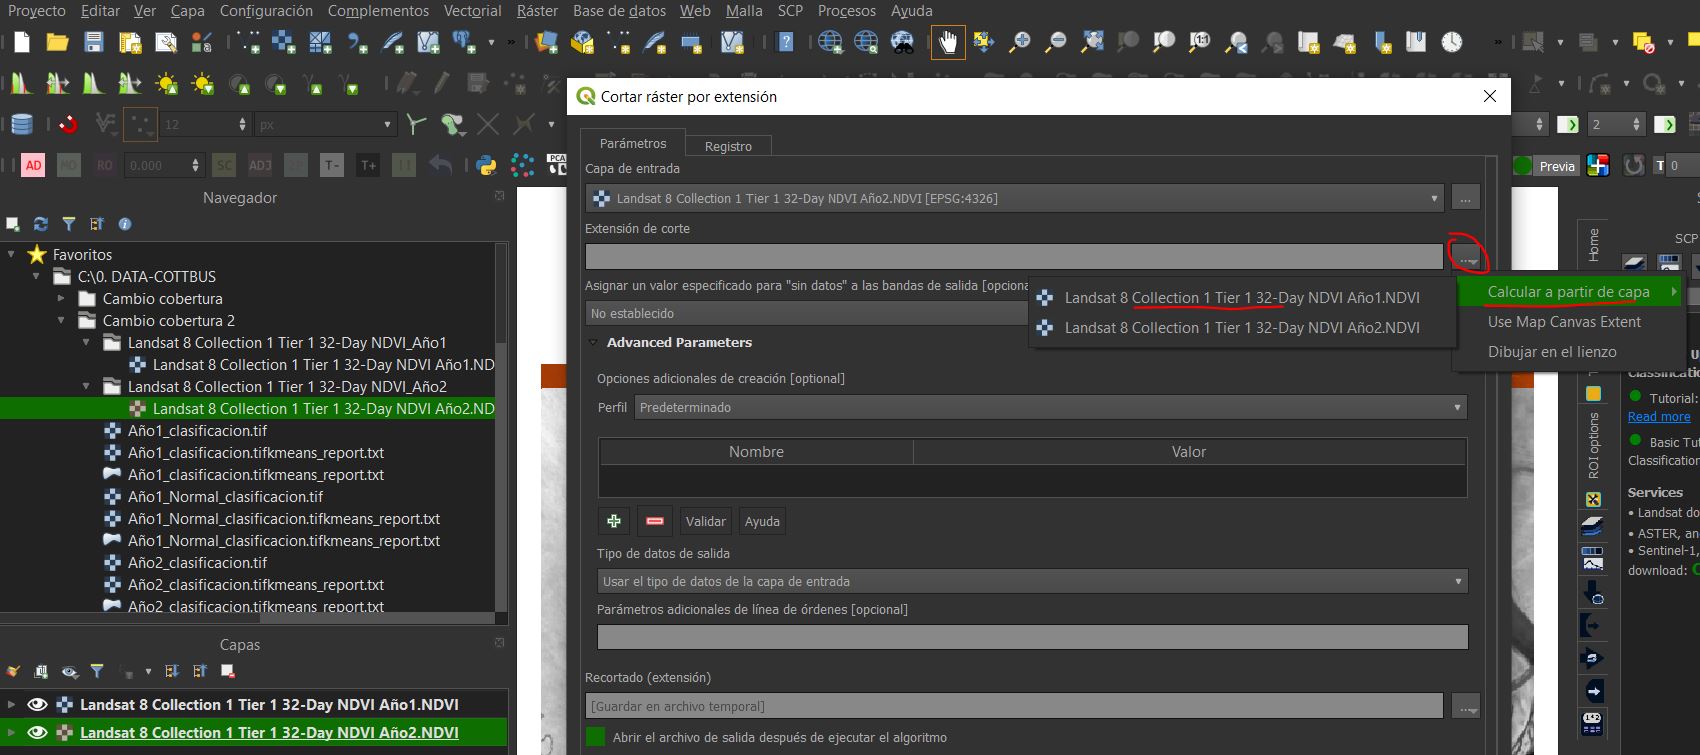 Proyecto Editar Ver Capa Configuración Complementos Vectorial Ráster Base de datos Web Malla SCP Procesos Ayuda
1:1
12 px
2
AD MO RO 0.000 SC ADJ T- T+ PCA
Previa T 0
Navegador
Favoritos
C:\0. DATA-COTTBUS
Cambio cobertura
Cambio cobertura 2
Landsat 8 Collection 1 Tier 1 32-Day NDVI_Año1
Landsat 8 Collection 1 Tier 1 32-Day NDVI Año1.ND
Landsat 8 Collection 1 Tier 1 32-Day NDVI_Año2
Landsat 8 Collection 1 Tier 1 32-Day NDVI Año2.ND
Año1_clasificacion.tif
Año1_clasificacion.tifkmeans_report.txt
Año1_clasificacion.tifkmeans_report.txt
Año1_Normal_clasificacion.tif
Año1_Normal_clasificacion.tifkmeans_report.txt
Año1_Normal_clasificacion.tifkmeans_report.txt
Año2_clasificacion.tif
Año2_clasificacion.tifkmeans_report.txt
Año2_clasificacion.tifkmeans_report.txt
Capas
Landsat 8 Collection 1 Tier 1 32-Day NDVI Año1.NDVI
Landsat 8 Collection 1 Tier 1 32-Day NDVI Año2.NDVI
Cortar ráster por extensión
Parámetros Registro
Capa de entrada
Landsat 8 Collection 1 Tier 1 32-Day NDVI Año2.NDVI [EPSG:4326]
...
Extensión de corte
...
Asignar un valor especificado para "sin datos" a las bandas de salida [opciona
No establecido
Calcular a partir de capa
Use Map Canvas Extent
Dibujar en el lienzo
Landsat 8 Collection 1 Tier 1 32-Day NDVI Año1.NDVI
Landsat 8 Collection 1 Tier 1 32-Day NDVI Año2.NDVI
Advanced Parameters
Opciones adicionales de creación [optional]
Perfil Predeterminado
Nombre Valor
Validar Ayuda
Tipo de datos de salida
Usar el tipo de datos de la capa de entrada
Parámetros adicionales de línea de órdenes [opcional]
Recortado (extensión)
[Guardar en archivo temporal]
...
Abrir el archivo de salida después de ejecutar el algoritmo
SCP
Home
ROI options
Classification
Tutorial:
Read more
Basic Tut
Classification
Services
• Landsat do
• ASTER, an
• Sentinel-1,
download: